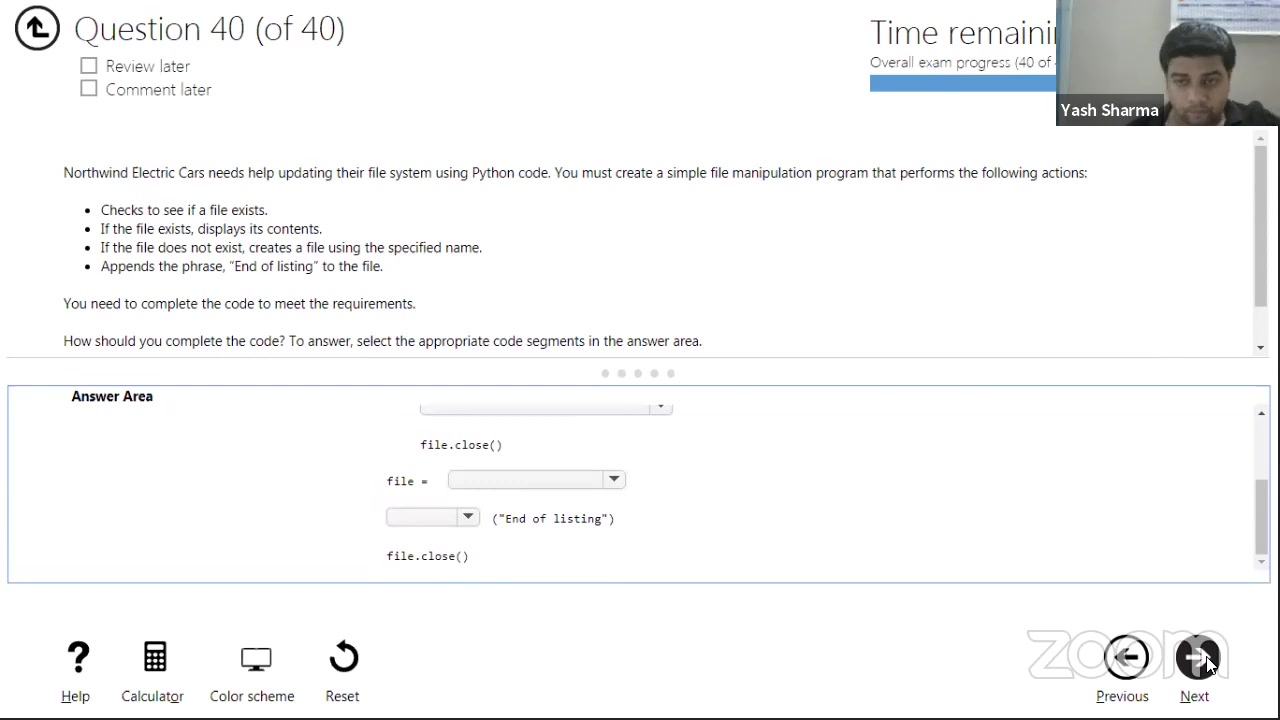 Question 40 (of 40)
Review later
Comment later
Time remaini
Overall exam progress (40 of
Yash Sharma
Northwind Electric Cars needs help updating their file system using Python code. You must create a simple file manipulation program that performs the following actions:
• Checks to see if a file exists.
• If the file exists, displays its contents.
• If the file does not exist, creates a file using the specified name.
• Appends the phrase, “End of listing” to the file.
You need to complete the code to meet the requirements.
How should you complete the code? To answer, select the appropriate code segments in the answer area.
Answer Area
file.close()
file =
("End of listing")
file.close()
zoom
? Help
Calculator
Color scheme
Reset
Previous
Next